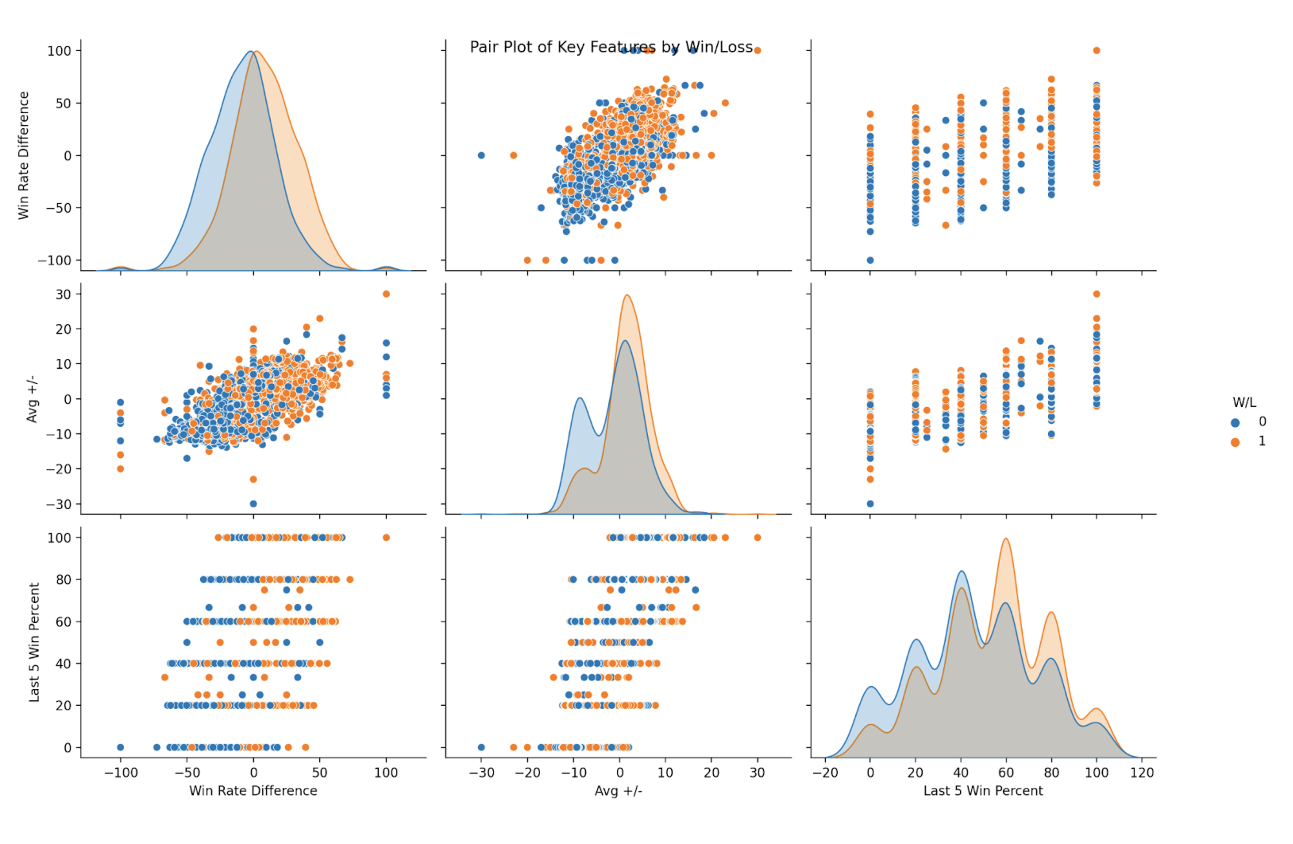 Pair Plot of Key Features by Win/Loss
100
50
0
−50
−100
Win Rate Difference
30
20
10
0
−10
−20
−30
Avg +/-
100
80
60
40
20
0
Last 5 Win Percent
−100 −50 0 50 100
Win Rate Difference
−30 −20 −10 0 10 20 30
Avg +/-
−20 0 20 40 60 80 100 120
Last 5 Win Percent
W/L
0
1